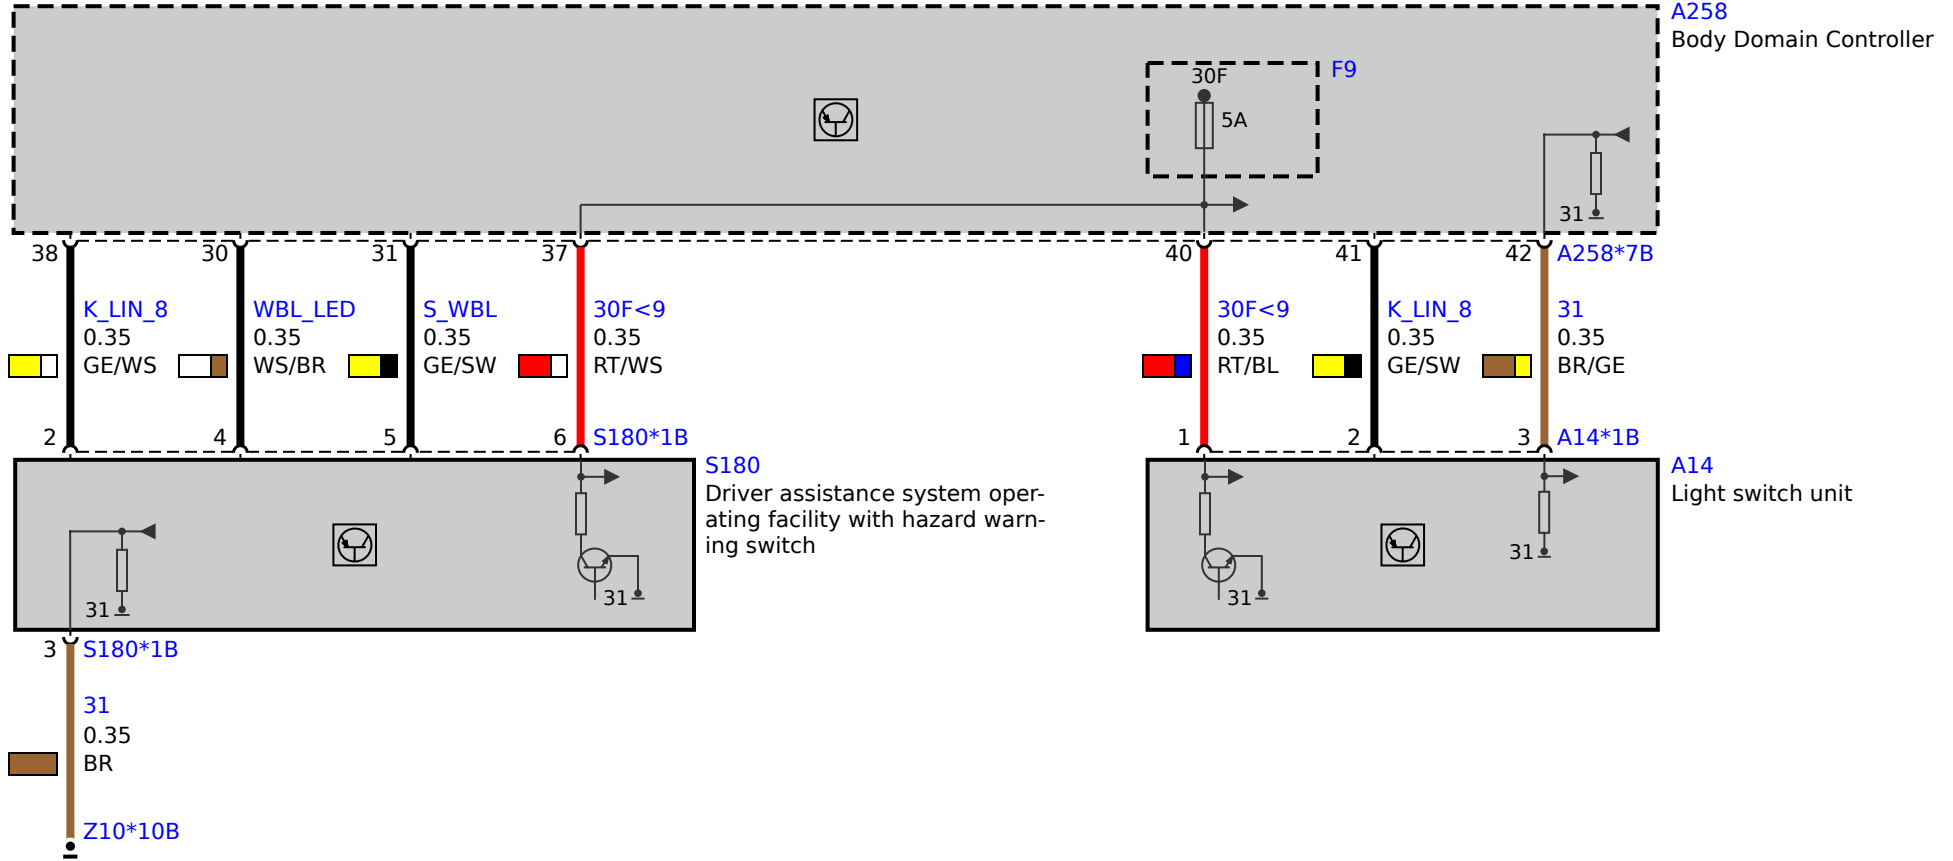 A258
Body Domain Controller
F9
30F
5A
31
38
30
31
37
40
41
42
A258*7B
K_LIN_8
0.35
GE/WS
WBL_LED
0.35
WS/BR
S_WBL
0.35
GE/SW
30F<9
0.35
RT/WS
30F<9
0.35
RT/BL
K_LIN_8
0.35
GE/SW
31
0.35
BR/GE
2
4
5
6
S180*1B
1
2
3
A14*1B
S180
Driver assistance system oper-
ating facility with hazard warn-
ing switch
A14
Light switch unit
31
31
31
31
3
S180*1B
31
0.35
BR
Z10*10B